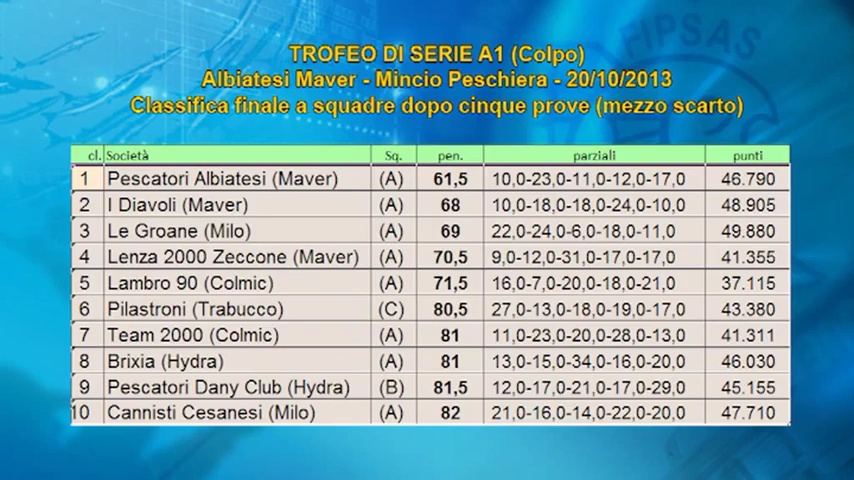 FIPSAS
TROFEO DI SERIE A1 (Colpo)
Albiatesi Maver - Mincio Peschiera - 20/10/2013
Classifica finale a squadre dopo cinque prove (mezzo scarto)
cl. Società Sq. pen. parziali punti
1 Pescatori Albiatesi (Maver) (A) 61,5 10,0-23,0-11,0-12,0-17,0 46.790
2 I Diavoli (Maver) (A) 68 10,0-18,0-18,0-24,0-10,0 48.905
3 Le Groane (Milo) (A) 69 22,0-24,0-6,0-18,0-11,0 49.880
4 Lenza 2000 Zeccone (Maver) (A) 70,5 9,0-12,0-31,0-17,0-17,0 41.355
5 Lambro 90 (Colmic) (A) 71,5 16,0-7,0-20,0-18,0-21,0 37.115
6 Pilastroni (Trabucco) (C) 80,5 27,0-13,0-18,0-19,0-17,0 43.380
7 Team 2000 (Colmic) (A) 81 11,0-23,0-20,0-28,0-13,0 41.311
8 Brixia (Hydra) (A) 81 13,0-15,0-34,0-16,0-20,0 46.030
9 Pescatori Dany Club (Hydra) (B) 81,5 12,0-17,0-21,0-17,0-29,0 45.155
10 Cannisti Cesanesi (Milo) (A) 82 21,0-16,0-14,0-22,0-20,0 47.710